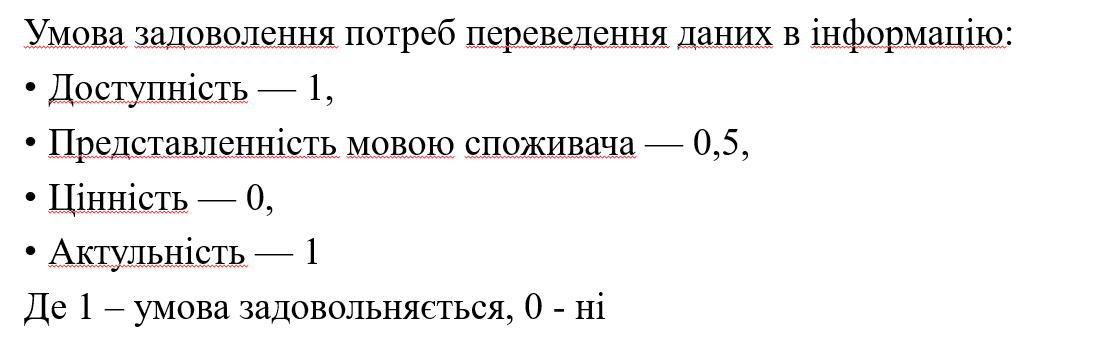 Умова задоволення потреб переведення даних в інформацію:
• Доступність — 1,
• Представленність мовою споживача — 0,5,
• Цінність — 0,
• Актульність — 1
Де 1 – умова задовольняється, 0 - ні